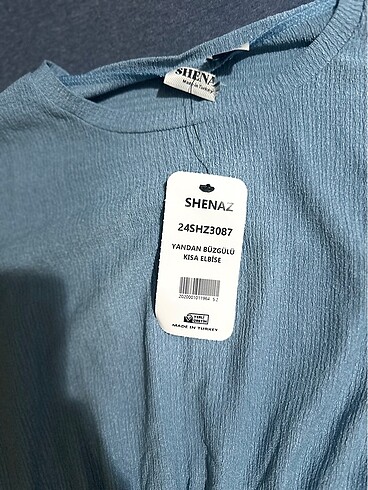 SHENAZ
Made in Turkey
SHENAZ
24SHZ3087
YANDAN BÜZGÜLÜ
KISA ELBİSE
MADE IN TURKEY